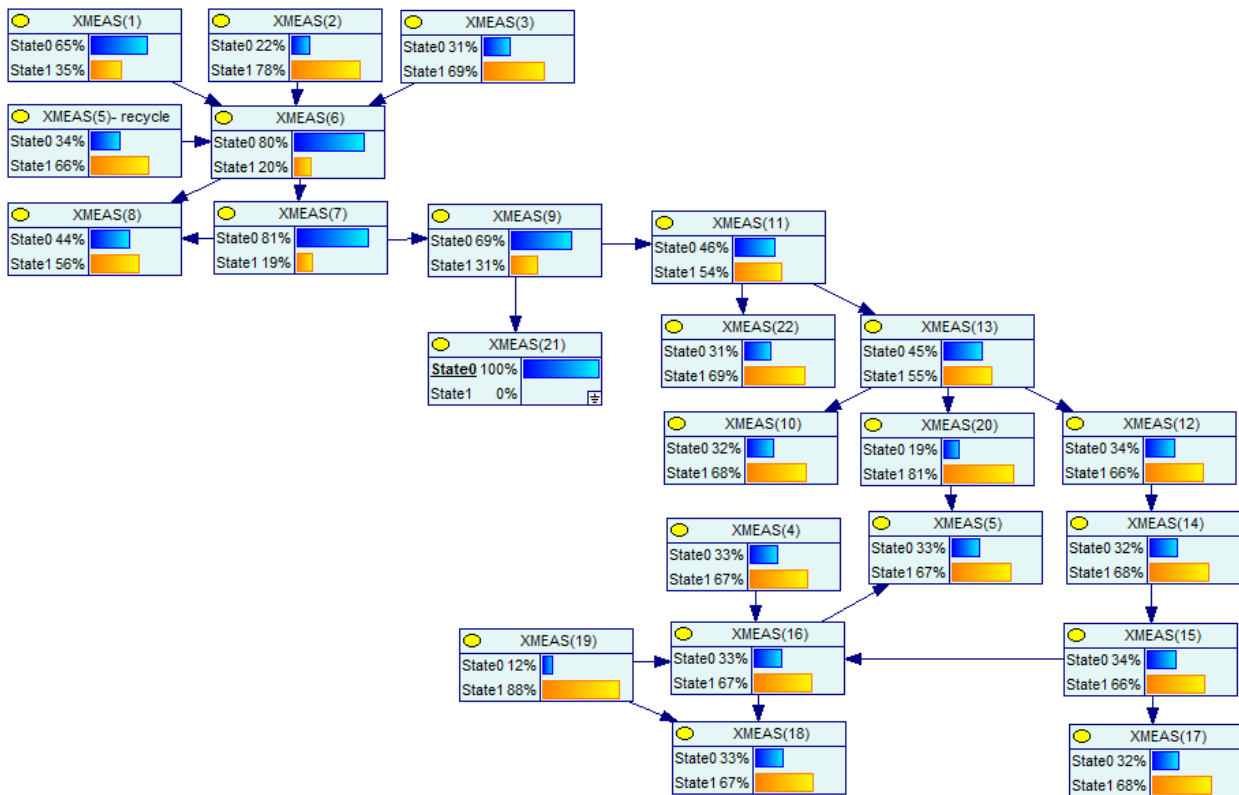 XMEAS(1)
State0 65%
State1 35%
XMEAS(2)
State0 22%
State1 78%
XMEAS(3)
State0 31%
State1 69%
XMEAS(5)- recycle
State0 34%
State1 66%
XMEAS(6)
State0 80%
State1 20%
XMEAS(8)
State0 44%
State1 56%
XMEAS(7)
State0 81%
State1 19%
XMEAS(9)
State0 69%
State1 31%
XMEAS(11)
State0 46%
State1 54%
XMEAS(21)
State0 100%
State1 0%
XMEAS(22)
State0 31%
State1 69%
XMEAS(13)
State0 45%
State1 55%
XMEAS(10)
State0 32%
State1 68%
XMEAS(20)
State0 19%
State1 81%
XMEAS(12)
State0 34%
State1 66%
XMEAS(4)
State0 33%
State1 67%
XMEAS(5)
State0 33%
State1 67%
XMEAS(14)
State0 32%
State1 68%
XMEAS(19)
State0 12%
State1 88%
XMEAS(16)
State0 33%
State1 67%
XMEAS(15)
State0 34%
State1 66%
XMEAS(18)
State0 33%
State1 67%
XMEAS(17)
State0 32%
State1 68%